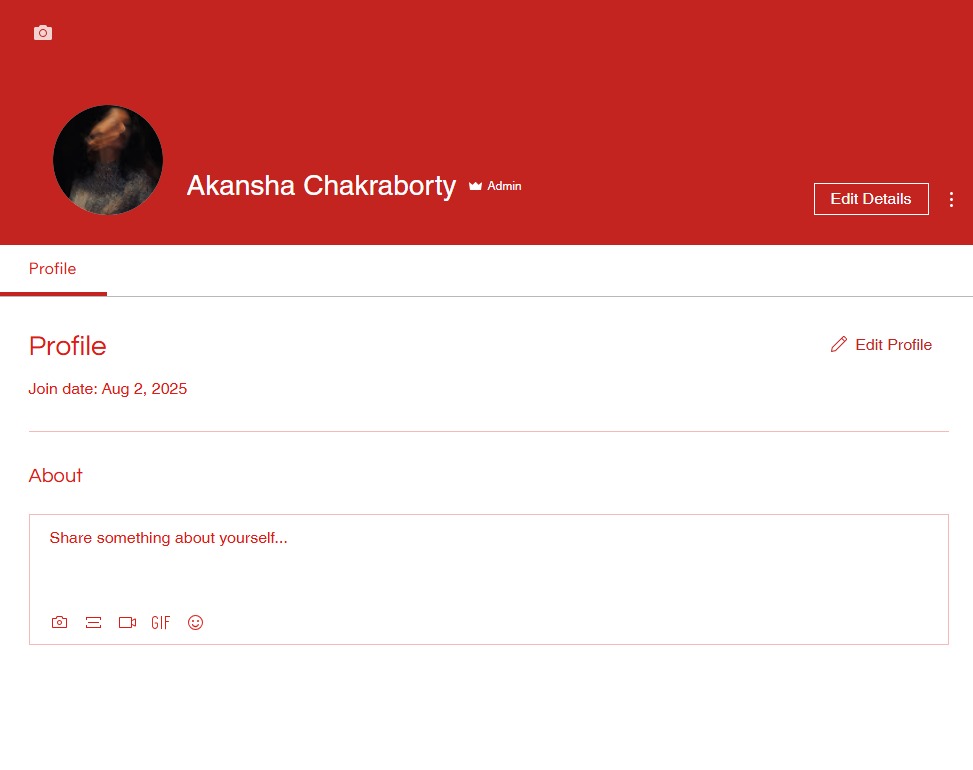 Akansha Chakraborty Admin
Edit Details
Profile
Profile
Edit Profile
Join date: Aug 2, 2025
About
Share something about yourself...
GIF